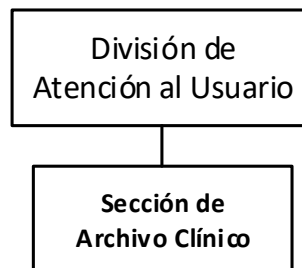 División de
Atención al Usuario
Sección de
Archivo Clínico